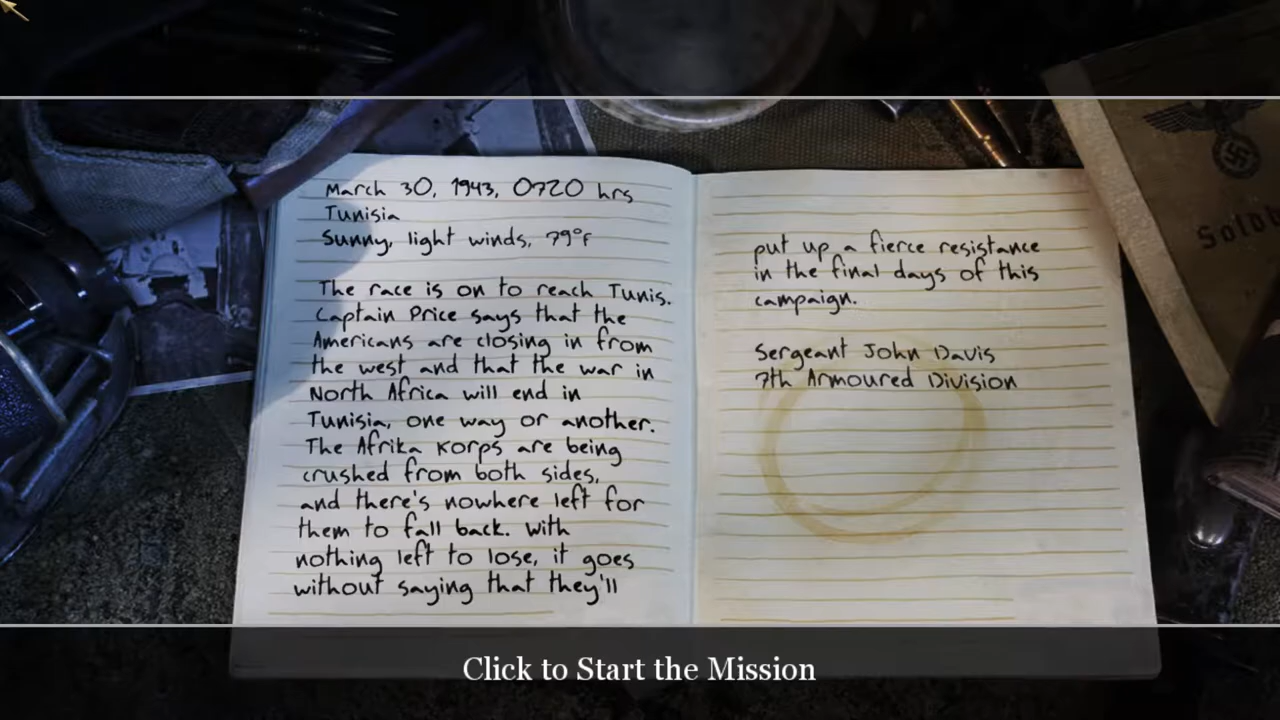 March 30, 1943, 0720 hrs
Tunisia
Sunny, light winds, 79°F
The race is on to reach Tunis.
Captain Price says that the
Americans are closing in from
the west and that the war in
North Africa will end in
Tunisia, one way or another.
The Afrika Korps are being
crushed from both sides,
and there's nowhere left for
them to fall back. With
nothing left to lose, it goes
without saying that they'll
put up a fierce resistance
in the final days of this
campaign.
Sergeant John Davis
7th Armoured Division
Click to Start the Mission